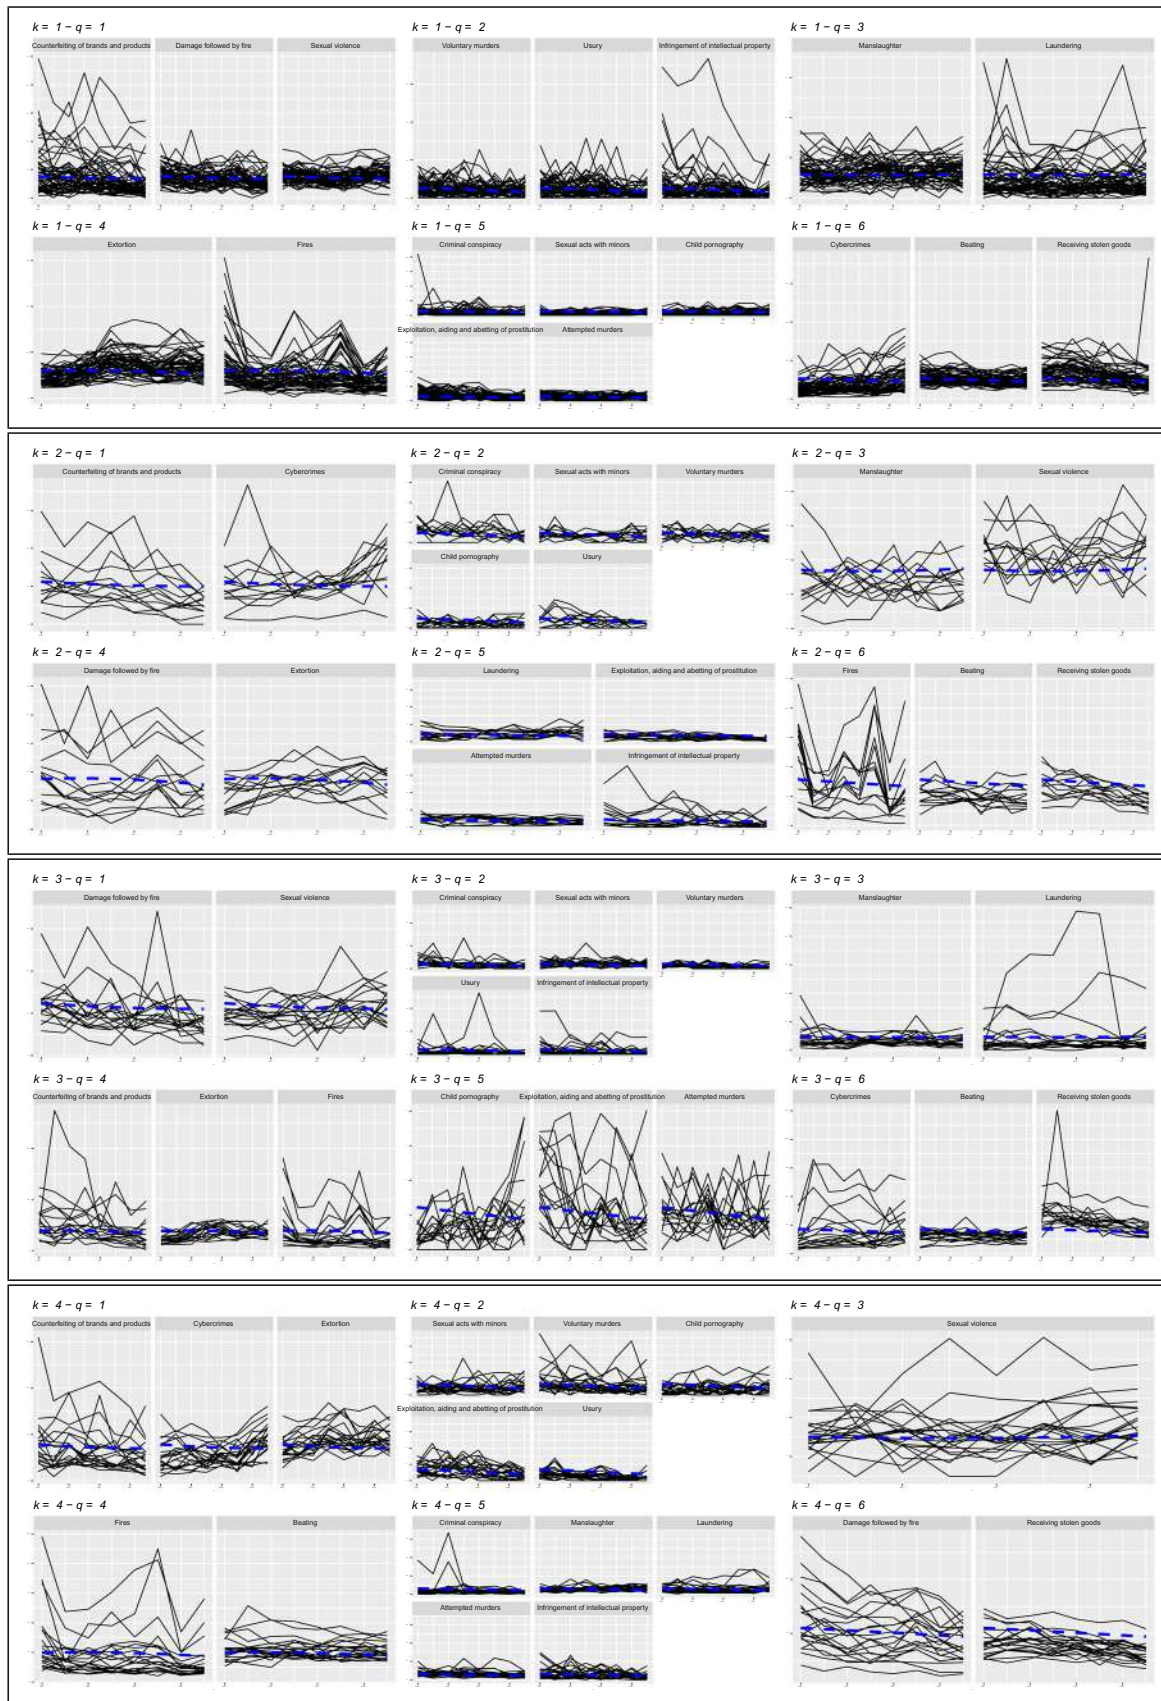 k = 1 − q = 1
k = 1 − q = 2
k = 1 − q = 3
Counterfeiting of brands and products
Damage followed by fire
Sexual violence
Voluntary murders
Usury
Infringement of intellectual property
Manslaughter
Laundering
k = 1 − q = 4
k = 1 − q = 5
k = 1 − q = 6
Extortion
Fires
Criminal conspiracy
Sexual acts with minors
Child pornography
Cybercrimes
Beating
Receiving stolen goods
Exploitation, aiding and abetting of prostitution
Attempted murders
k = 2 − q = 1
k = 2 − q = 2
k = 2 − q = 3
Counterfeiting of brands and products
Cybercrimes
Criminal conspiracy
Sexual acts with minors
Voluntary murders
Manslaughter
Sexual violence
Child pornography
Usury
k = 2 − q = 4
k = 2 − q = 5
k = 2 − q = 6
Damage followed by fire
Extortion
Laundering
Exploitation, aiding and abetting of prostitution
Fires
Beating
Receiving stolen goods
Attempted murders
Infringement of intellectual property
k = 3 − q = 1
k = 3 − q = 2
k = 3 − q = 3
Damage followed by fire
Sexual violence
Criminal conspiracy
Sexual acts with minors
Voluntary murders
Manslaughter
Laundering
Usury
Infringement of intellectual property
k = 3 − q = 4
k = 3 − q = 5
k = 3 − q = 6
Counterfeiting of brands and products
Extortion
Fires
Child pornography
Exploitation, aiding and abetting of prostitution
Attempted murders
Cybercrimes
Beating
Receiving stolen goods
k = 4 − q = 1
k = 4 − q = 2
k = 4 − q = 3
Counterfeiting of brands and products
Cybercrimes
Extortion
Sexual acts with minors
Voluntary murders
Child pornography
Sexual violence
Exploitation, aiding and abetting of prostitution
Usury
k = 4 − q = 4
k = 4 − q = 5
k = 4 − q = 6
Fires
Beating
Criminal conspiracy
Manslaughter
Laundering
Damage followed by fire
Receiving stolen goods
Attempted murders
Infringement of intellectual property